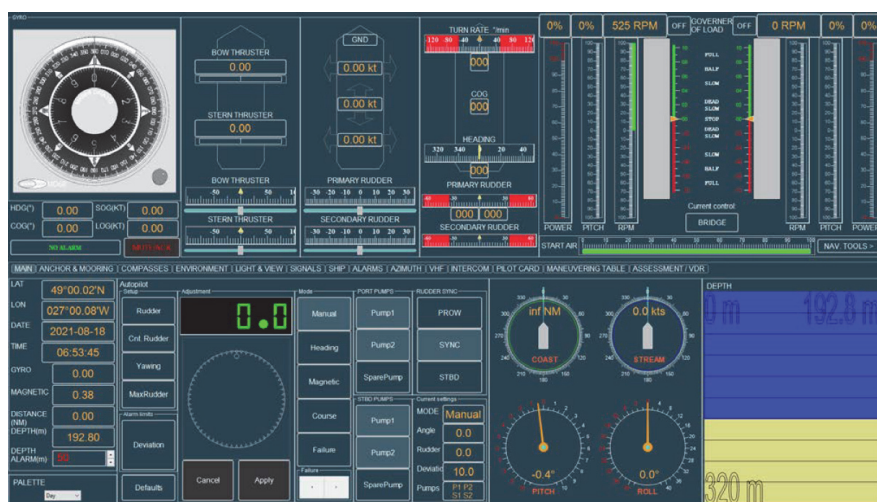 GYRO
HDG(°) 0.00 SOG(KT) 0.00
COG(°) 0.00 LOG(KT) 0.00
NO ALARM
BOW THRUSTER
0.00
STERN THRUSTER
0.00
BOW THRUSTER
-50 0 50
STERN THRUSTER
-50 0 50
GND
0.00 kt
0.00 kt
0.00 kt
PRIMARY RUDDER
-30 -20 -10 0 10 20 30
SECONDARY RUDDER
-30 -20 -10 0 10 20 30
TURN RATE °/min
-120 -80 -40 0 40 80 120
000
COG
000
HEADING
320 340 0 20 40
000
PRIMARY RUDDER
000 000
SECONDARY RUDDER
0% 0% 525 RPM OFF GOVERNER OF LOAD OFF 0 RPM 0% 0%
FULL
HALF
SLOW
DEAD
SLOW
STOP
DEAD
SLOW
SLOW
HALF
FULL
Current control:
BRIDGE
POWER PITCH RPM RPM PITCH POWER
START AIR 10 20 30 40 50 60 70 80 90
NAV. TOOLS >
MAIN | ANCHOR & MOORING | COMPASSES | ENVIRONMENT | LIGHT & VIEW | SIGNALS | SHIP | ALARMS | AZIMUTH | VHF | INTERCOM | PILOT CARD | MANEUVERING TABLE | ASSESSMENT / VDR
LAT 49°00.02'N
LON 027°00.08'W
DATE 2021-08-18
TIME 06:53:45
GYRO 0.00
MAGNETIC 0.38
DISTANCE (NM) 0.00
DEPTH(m) 192.80
DEPTH ALARM(m) 50
PALETTE
Day
Autopilot
Setup
Rudder
Cnt. Rudder
Yawing
MaxRudder
Alarm limits
Deviation
Defaults
Adjustment
0.0
Cancel Apply
Mode
Manual
Heading
Magnetic
Course
Failure
Failure
PORT PUMPS
Pump1
Pump2
SparePump
STBD PUMPS
Pump1
Pump2
SparePump
RUDDER SYNC
PROW
SYNC
STBD
Current settings
MODE Manual
Angle 0.0
Rudder 0.0
Deviatic 10.0
Pumps P1 P2
S1 S2
inf NM
COAST
0.0 kts
STREAM
-0.4°
PITCH
0.0°
ROLL
DEPTH
0 m 192.8 m
320 m